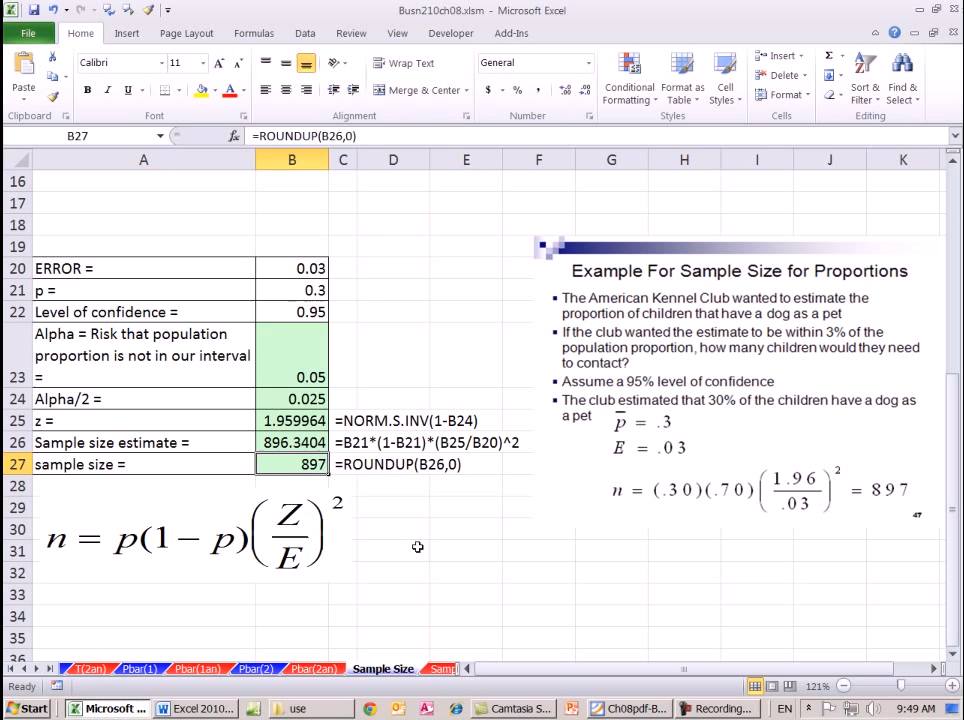 Busn210ch08.xlsm - Microsoft Excel
File Home Insert Page Layout Formulas Data Review View Developer Add-Ins
Calibri 11 Wrap Text General Insert
Paste B I U A Merge & Center $ % , Conditional Formatting Format as Table Cell Styles Delete Format Sort & Filter Find & Select
Clipboard Font Alignment Number Styles Cells Editing
B27 fx =ROUNDUP(B26,0)
A B C D E F G H I J K
16
17
18
19
20 ERROR = 0.03
21 p = 0.3
22 Level of confidence = 0.95
Alpha = Risk that population
proportion is not in our interval
23 = 0.05
24 Alpha/2 = 0.025
25 z = 1.959964 =NORM.S.INV(1-B24)
26 Sample size estimate = 896.3404 =B21*(1-B21)*(B25/B20)^2
27 sample size = 897 =ROUNDUP(B26,0)
28
29
30
31
32
33
34
35
36
n = p(1 − p)(Z/E)²
Example For Sample Size for Proportions
The American Kennel Club wanted to estimate the
proportion of children that have a dog as a pet
If the club wanted the estimate to be within 3% of the
population proportion, how many children would they need
to contact?
Assume a 95% level of confidence
The club estimated that 30% of the children have a dog as
a pet
p̅ = .3
E = .03
n = (.30)(.70)(1.96/.03)² = 897
47
T(2an) Pbar(1) Pbar(1an) Pbar(2) Pbar(2an) Sample Size Samp
Ready 121%
Start Microsoft ... Excel 2010... use Camtasia S... Ch08pdf-B... Recording... EN 9:49 AM